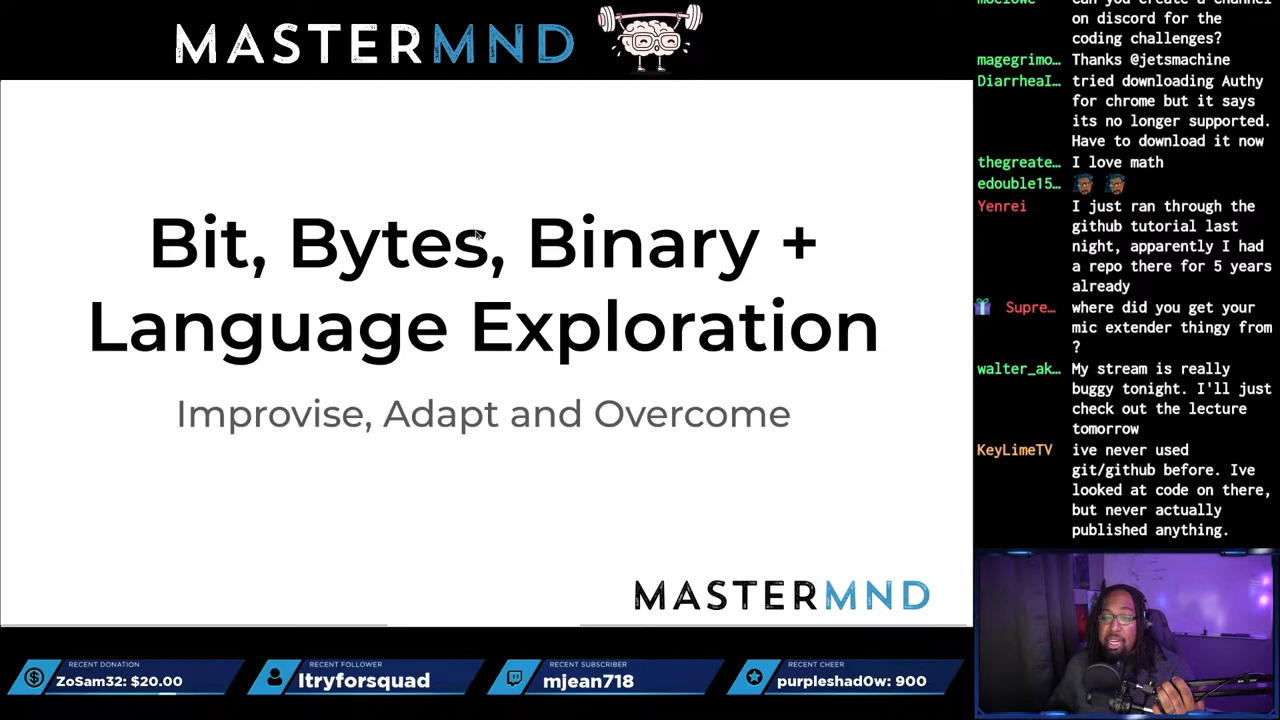 MASTERMND
Bit, Bytes, Binary +
Language Exploration
Improvise, Adapt and Overcome
MASTERMND
on discord for the
coding challenges?
magegrimo… Thanks @jetsmachine
DiarrheaI… tried downloading Authy
for chrome but it says
its no longer supported.
Have to download it now
thegreate… I love math
edouble15…
Yenrei I just ran through the
github tutorial last
night, apparently I had
a repo there for 5 years
already
Supre… where did you get your
mic extender thingy from
?
walter_ak… My stream is really
buggy tonight. I'll just
check out the lecture
tomorrow
KeyLimeTV ive never used
git/github before. Ive
looked at code on there,
but never actually
published anything.
RECENT DONATION
ZoSam32: $20.00
RECENT FOLLOWER
ltryforsquad
RECENT SUBSCRIBER
mjean718
RECENT CHEER
purpleshad0w: 900